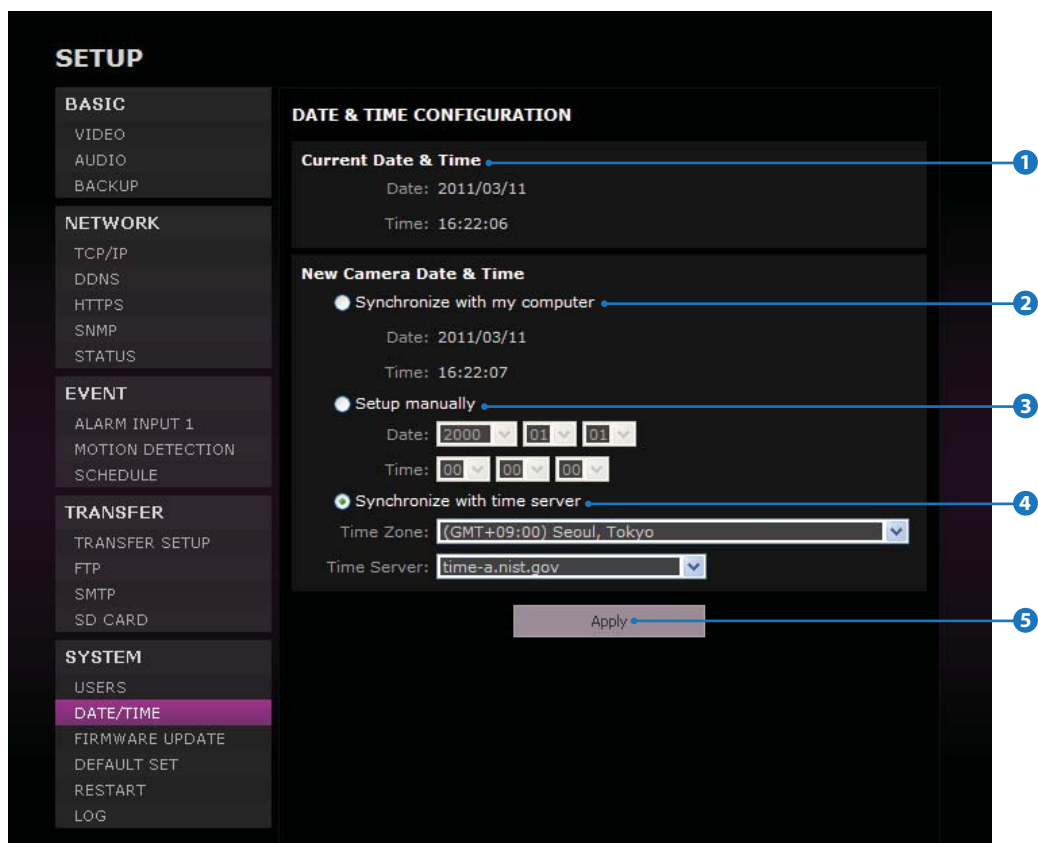 SETUP
BASIC
VIDEO
AUDIO
BACKUP
NETWORK
TCP/IP
DDNS
HTTPS
SNMP
STATUS
EVENT
ALARM INPUT 1
MOTION DETECTION
SCHEDULE
TRANSFER
TRANSFER SETUP
FTP
SMTP
SD CARD
SYSTEM
USERS
DATE/TIME
FIRMWARE UPDATE
DEFAULT SET
RESTART
LOG
DATE & TIME CONFIGURATION
Current Date & Time 1
Date: 2011/03/11
Time: 16:22:06
New Camera Date & Time
Synchronize with my computer 2
Date: 2011/03/11
Time: 16:22:07
Setup manually 3
Date: 2000 01 01
Time: 00 00 00
Synchronize with time server 4
Time Zone: (GMT+09:00) Seoul, Tokyo
Time Server: time-a.nist.gov
Apply 5